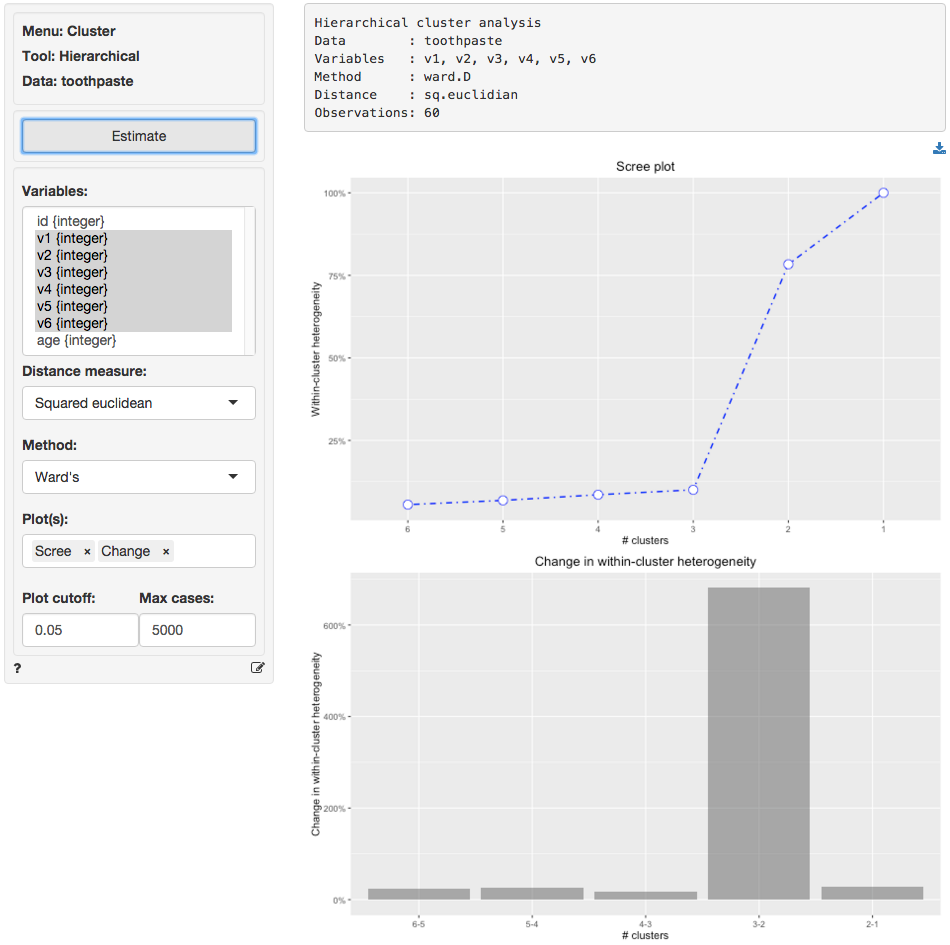 Menu: Cluster
Tool: Hierarchical
Data: toothpaste
Estimate
Variables:
id {integer}
v1 {integer}
v2 {integer}
v3 {integer}
v4 {integer}
v5 {integer}
v6 {integer}
age {integer}
Distance measure:
Squared euclidean
Method:
Ward's
Plot(s):
Scree × Change ×
Plot cutoff: Max cases:
0.05 5000
?
Hierarchical cluster analysis
Data : toothpaste
Variables : v1, v2, v3, v4, v5, v6
Method : ward.D
Distance : sq.euclidian
Observations: 60
Scree plot
Within-cluster heterogeneity
100%
75%
50%
25%
6 5 4 3 2 1
# clusters
Change in within-cluster heterogeneity
Change in within-cluster heterogeneity
600%
400%
200%
0%
6-5 5-4 4-3 3-2 2-1
# clusters